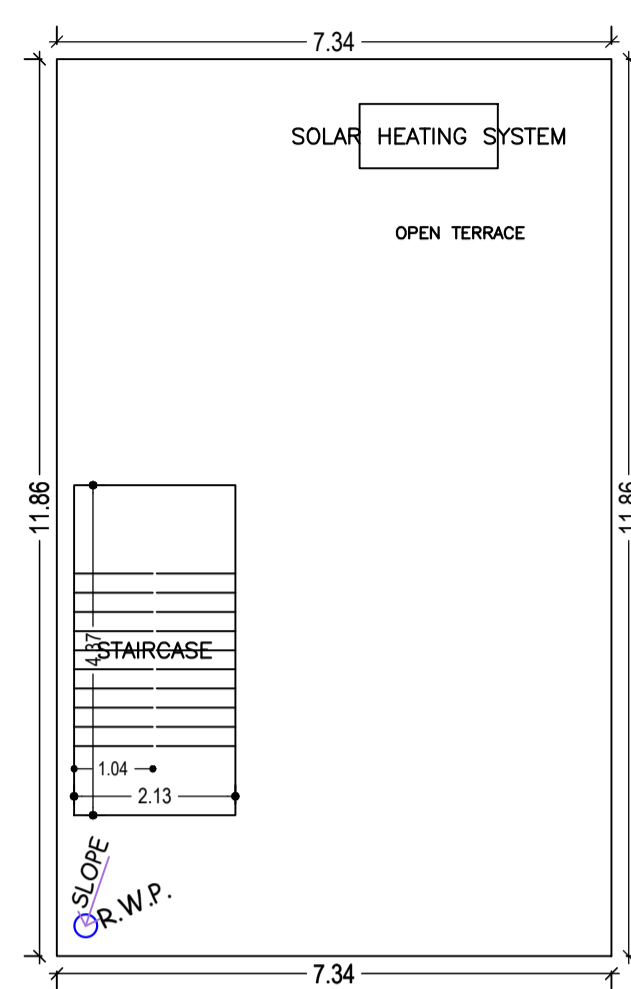 7.34
SOLAR HEATING SYSTEM
OPEN TERRACE
11.86
11.86
4.37
STAIRCASE
1.04
2.13
SLOPE
R.W.P.
7.34